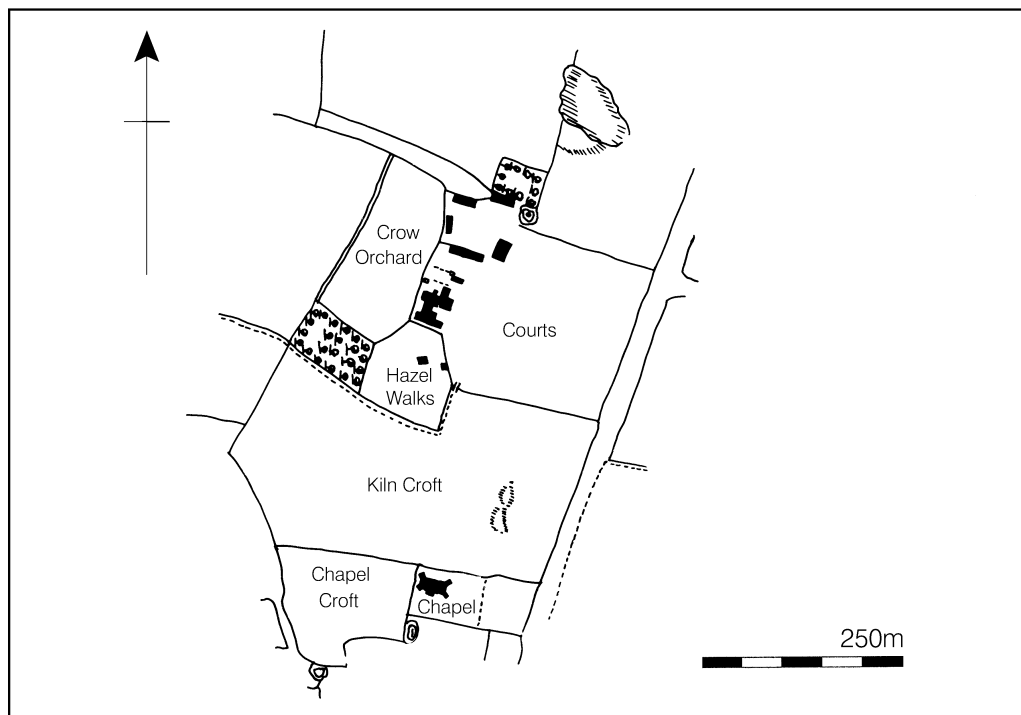 Crow
Orchard
Courts
Hazel
Walks
Kiln Croft
Chapel
Croft
Chapel
250m